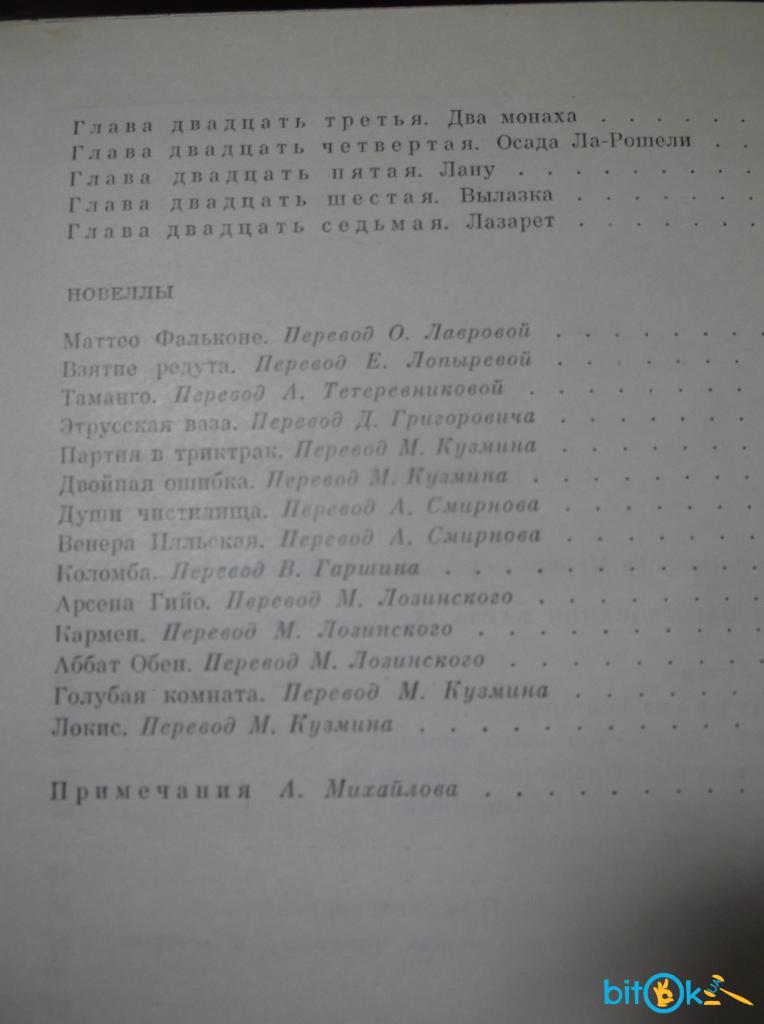 Глава двадцать третья. Два монаха . . . . . .
Глава двадцать четвертая. Осада Ла-Рошели . .
Глава двадцать пятая. Лану . . . . . . . . .
Глава двадцать шестая. Вылазка . . . . . . .
Глава двадцать седьмая. Лазарет . . . . . . .
НОВЕЛЛЫ
Маттео Фальконе. Перевод О. Лавровой . . . . . . .
Взятие редута. Перевод Е. Лопыревой . . . . . . .
Таманго. Перевод А. Тетеревниковой . . . . . . . .
Этрусская ваза. Перевод Д. Григоровича . . . . . . .
Партия в триктрак. Перевод М. Кузмина . . . . . . .
Двойная ошибка. Перевод М. Кузмина . . . . . . . .
Души чистилища. Перевод А. Смирнова . . . . . . .
Венера Илльская. Перевод А. Смирнова . . . . . . .
Коломба. Перевод В. Гаршина . . . . . . . . . . .
Арсена Гийо. Перевод М. Лозинского . . . . . . . .
Кармен. Перевод М. Лозинского . . . . . . . . . .
Аббат Обен. Перевод М. Лозинского . . . . . . . . .
Голубая комната. Перевод М. Кузмина . . . . . . .
Локис. Перевод М. Кузмина . . . . . . . . . . . .
Примечания А. Михайлова . . . . . . . . . .
bitOk UA